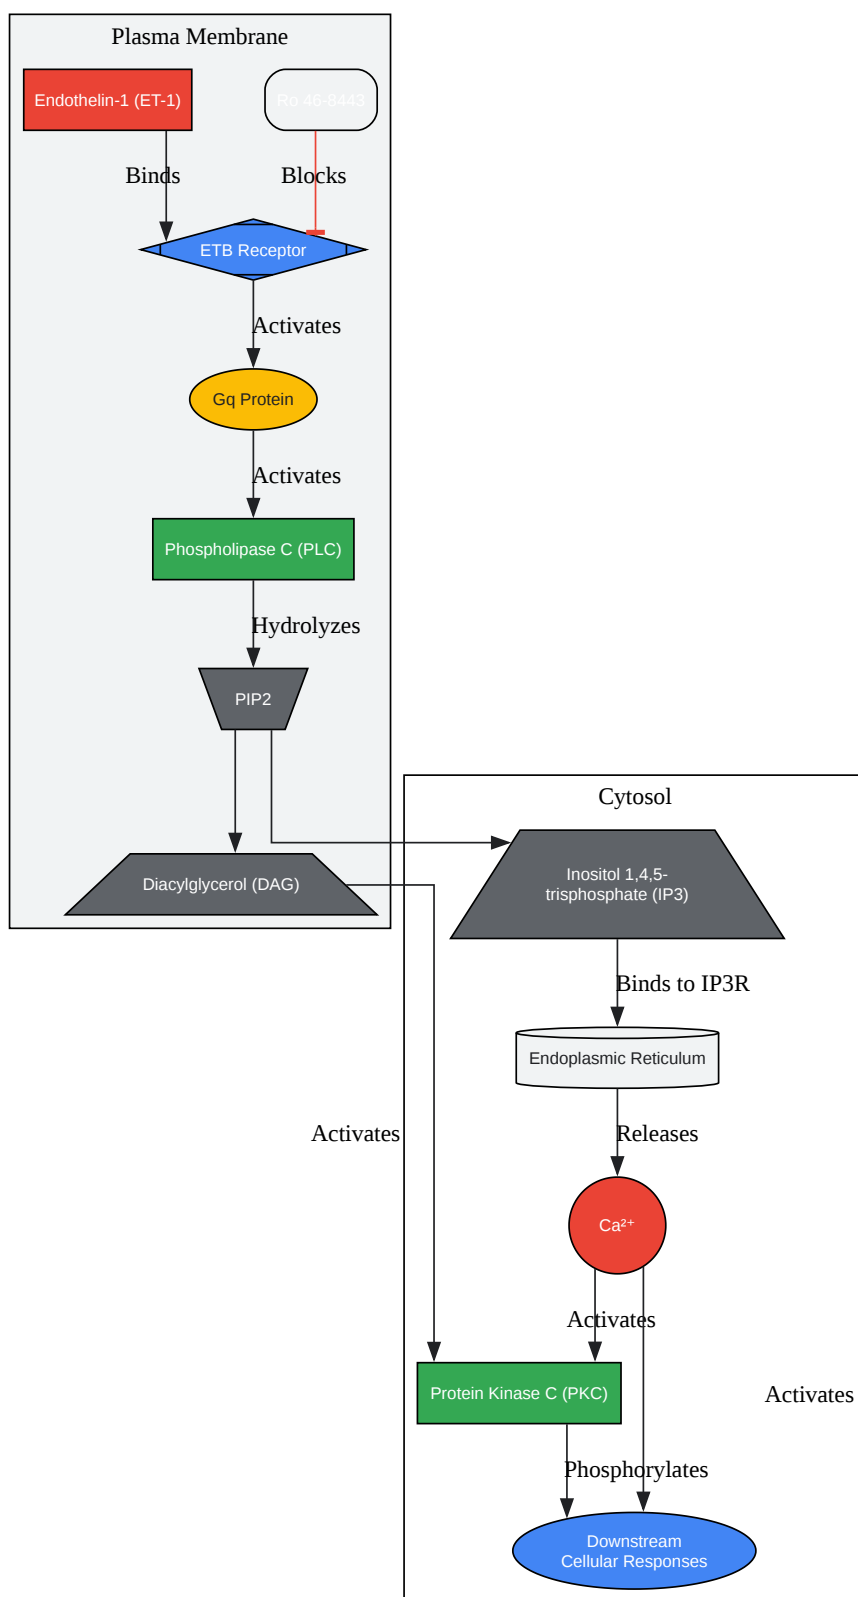 Plasma Membrane
Endothelin-1 (ET-1)
Ro 46-8443
Binds
Blocks
ETB Receptor
Activates
Gq Protein
Activates
Phospholipase C (PLC)
Hydrolyzes
PIP2
Cytosol
Diacylglycerol (DAG)
Inositol 1,4,5-
trisphosphate (IP3)
Binds to IP3R
Endoplasmic Reticulum
Activates
Releases
Ca²⁺
Activates
Protein Kinase C (PKC)
Activates
Phosphorylates
Downstream
Cellular Responses